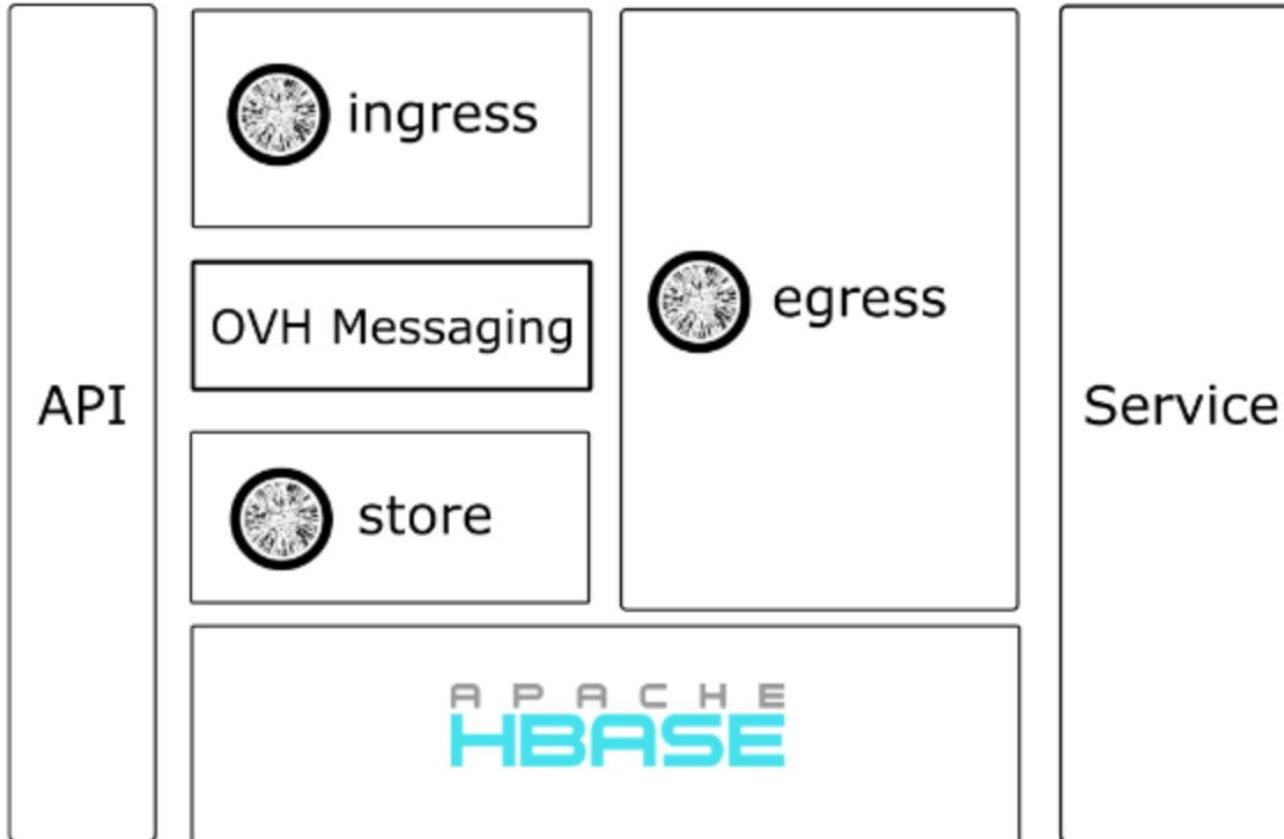 API
ingress
OVH Messaging
store
egress
Service
APACHE
HBASE